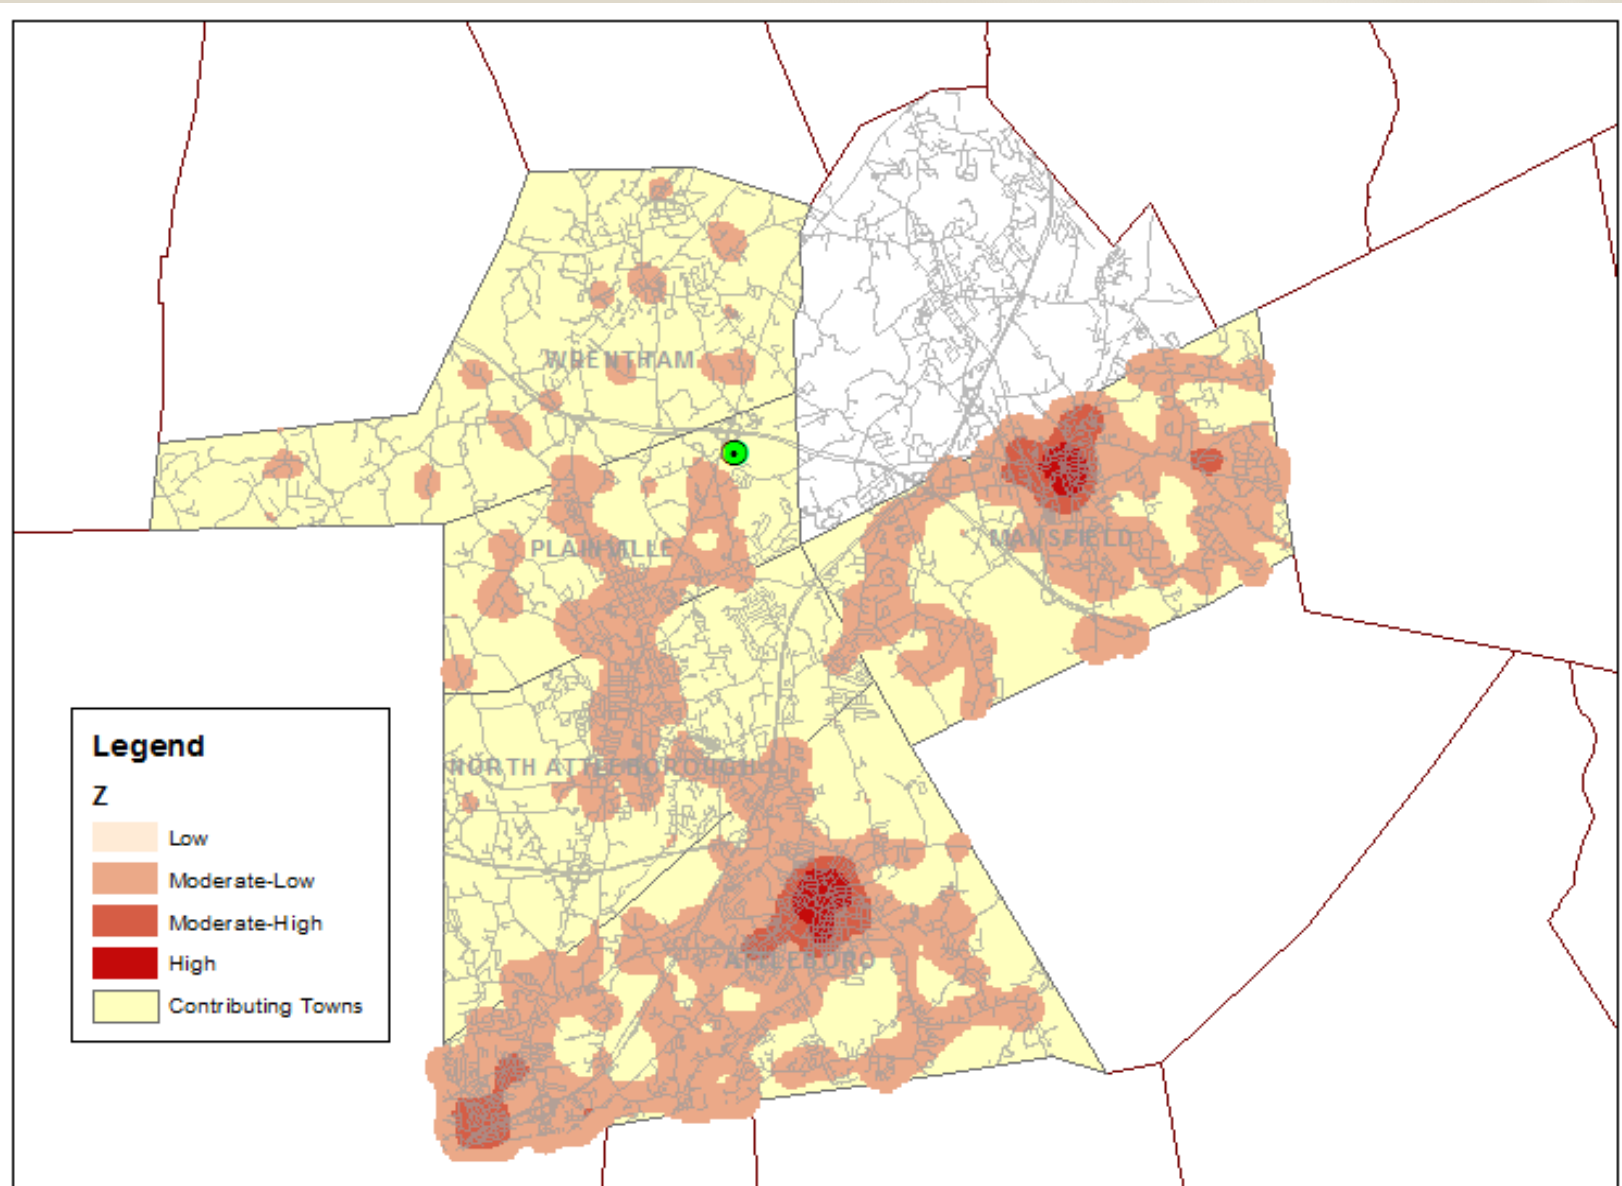 WRENTHAM
PLAINVILLE
MANSFIELD
NORTH ATTLEBOROUGH
ATTLEBORO
Legend
Z
Low
Moderate-Low
Moderate-High
High
Contributing Towns